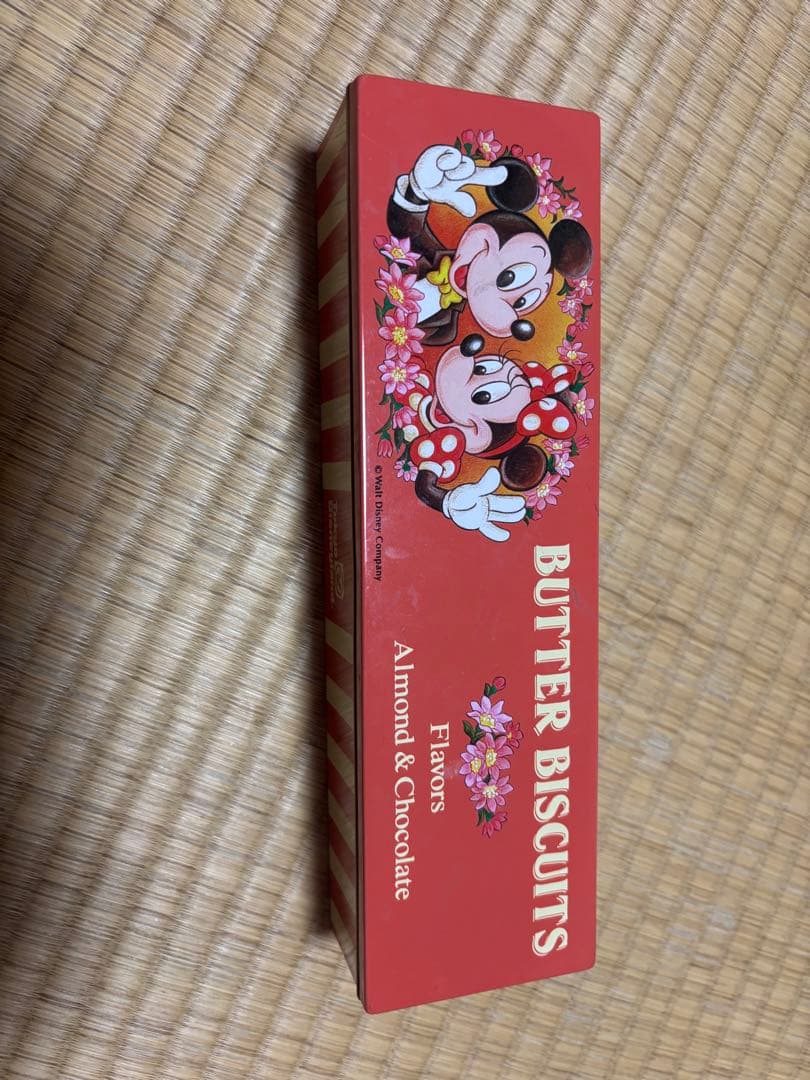 BUTTER BISCUITS
Flavors
Almond & Chocolate
© Walt Disney Company